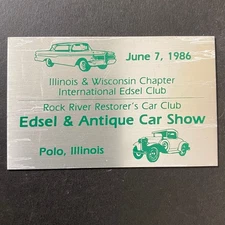 June 7, 1986
Illinois & Wisconsin Chapter
International Edsel Club
Rock River Restorer's Car Club
Edsel & Antique Car Show
Polo, Illinois